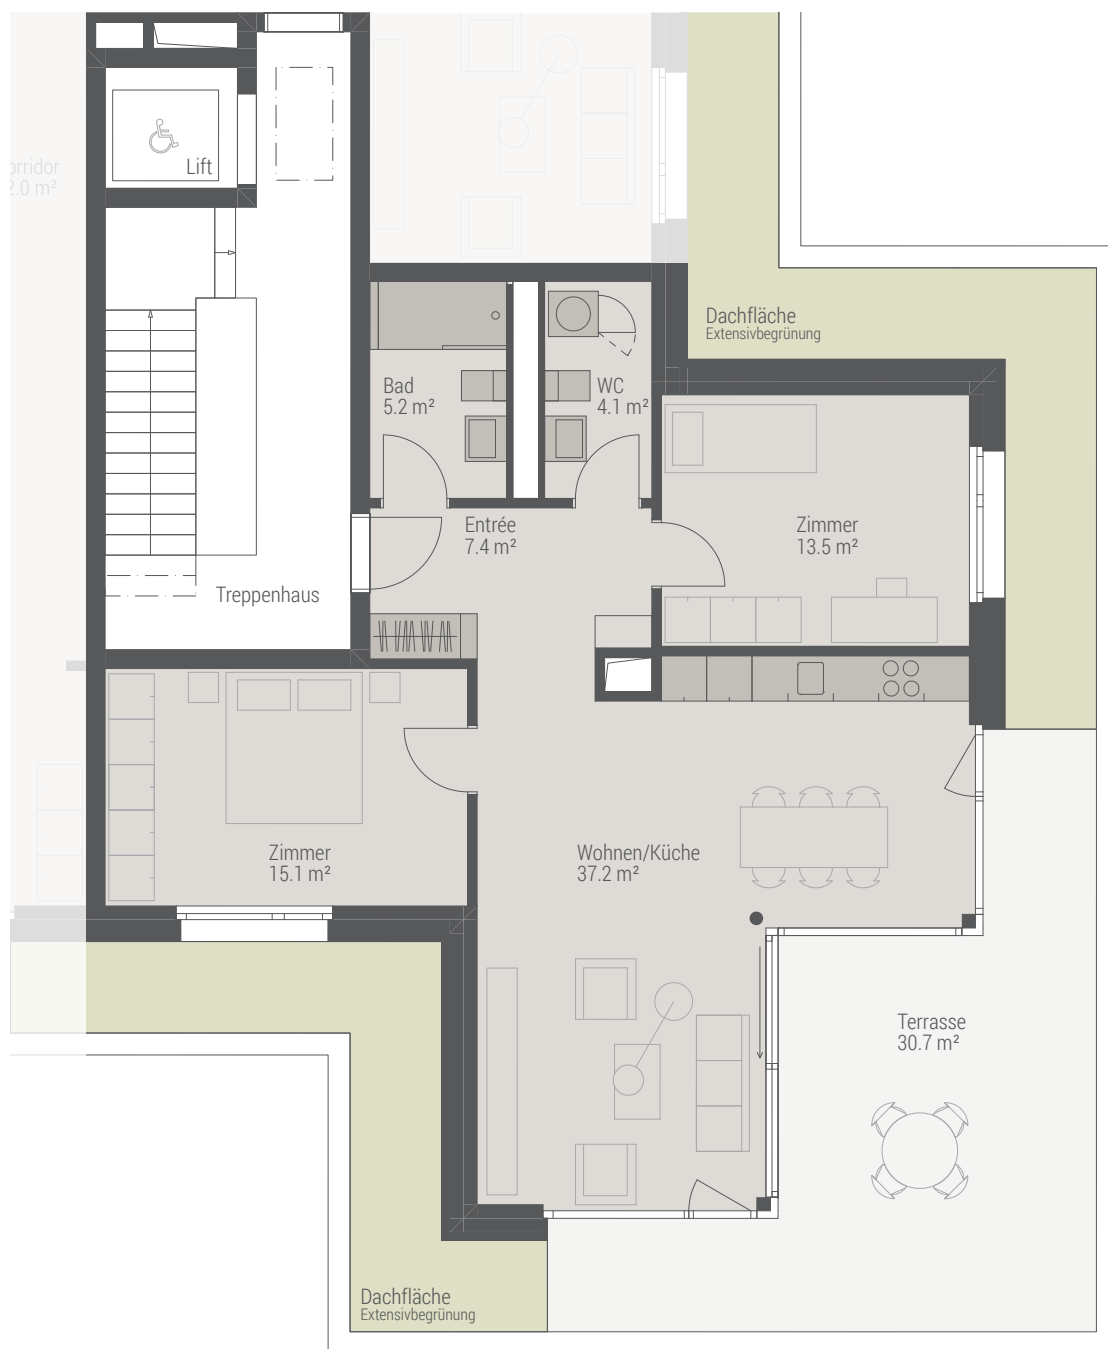 Lift
Dachfläche
Extensivbegrünung
Bad
5.2 m²
WC
4.1 m²
Entrée
7.4 m²
Zimmer
13.5 m²
Treppenhaus
Zimmer
15.1 m²
Wohnen/Küche
37.2 m²
Terrasse
30.7 m²
Dachfläche
Extensivbegrünung